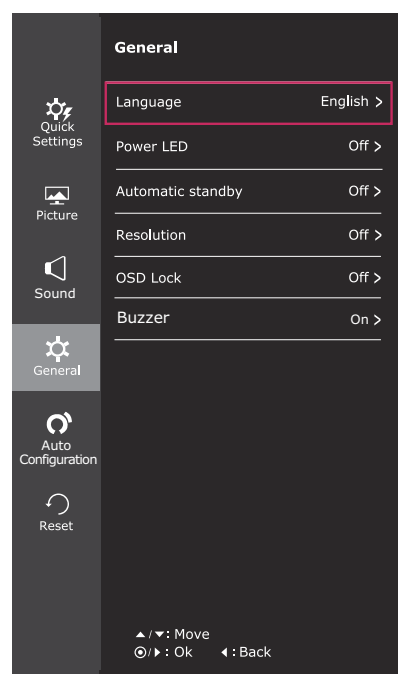 General
Language English >
Power LED Off >
Automatic standby Off >
Resolution Off >
OSD Lock Off >
Buzzer On >
Quick
Settings
Picture
Sound
General
Auto
Configuration
Reset
▲/▼: Move
◉/▶: Ok ◀: Back